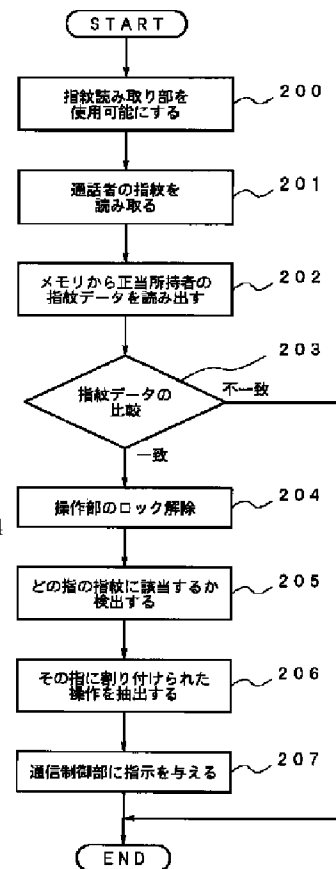 START
指紋読み取り部を
使用可能にする
200
通話者の指紋を
読み取る
201
メモリから正当所持者の
指紋データを読み出す
202
指紋データの
比較
203
不一致
一致
操作部のロック解除
204
どの指の指紋に該当するか
検出する
205
その指に割り付けられた
操作を抽出する
206
通信制御部に指示を与える
207
END